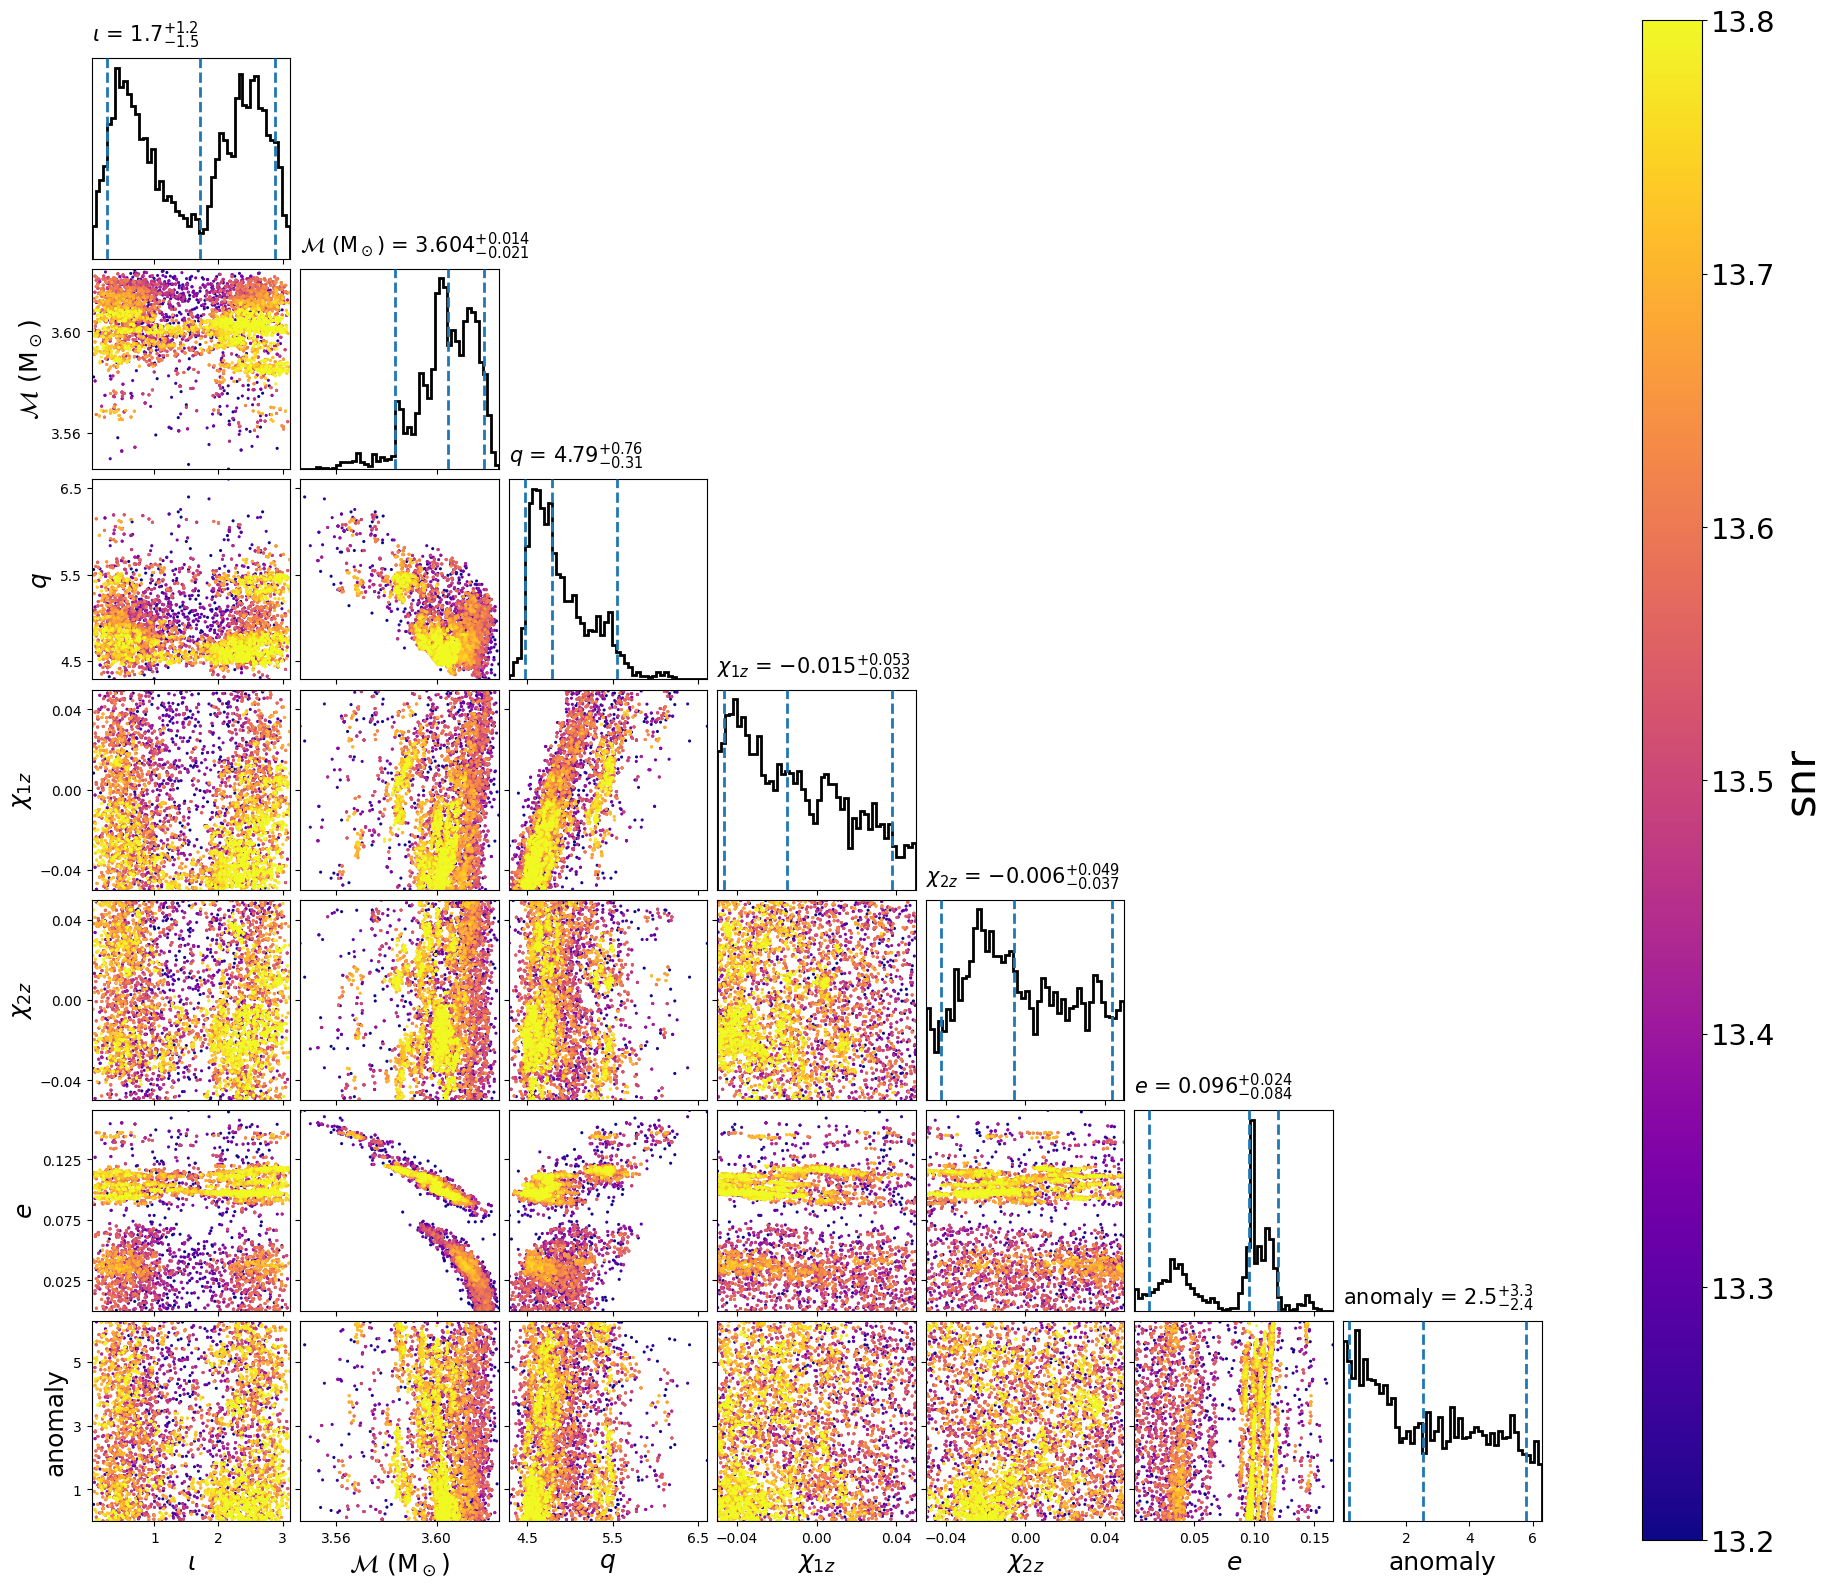 ι = 1.7+1.2 −1.5
13.8
ℳ (M_⊙) = 3.604+0.014 −0.021
13.7
ℳ (M_⊙)
3.60
3.56
q = 4.79+0.76 −0.31
13.6
q
6.5
5.5
4.5
χ1z = −0.015+0.053 −0.032
13.5
snr
χ1z
0.04
0.00
−0.04
χ2z = −0.006+0.049 −0.037
13.4
χ2z
0.04
0.00
−0.04
e = 0.096+0.024 −0.084
e
0.125
0.075
0.025
13.3
anomaly = 2.5+3.3 −2.4
anomaly
5
3
1
13.2
1 2 3 3.56 3.60 4.5 5.5 6.5 −0.04 0.00 0.04 −0.04 0.00 0.04 0.05 0.10 0.15 2 4 6
ι ℳ (M_⊙) q χ1z χ2z e anomaly